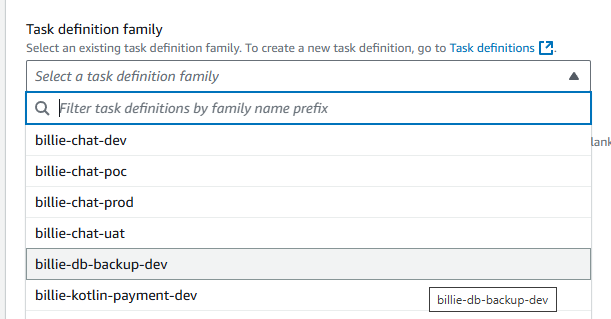 Task definition family
Select an existing task definition family. To create a new task definition, go to Task definitions.
Select a task definition family
Filter task definitions by family name prefix
billie-chat-dev
lank
billie-chat-poc
billie-chat-prod
billie-chat-uat
billie-db-backup-dev
billie-kotlin-payment-dev
billie-db-backup-dev